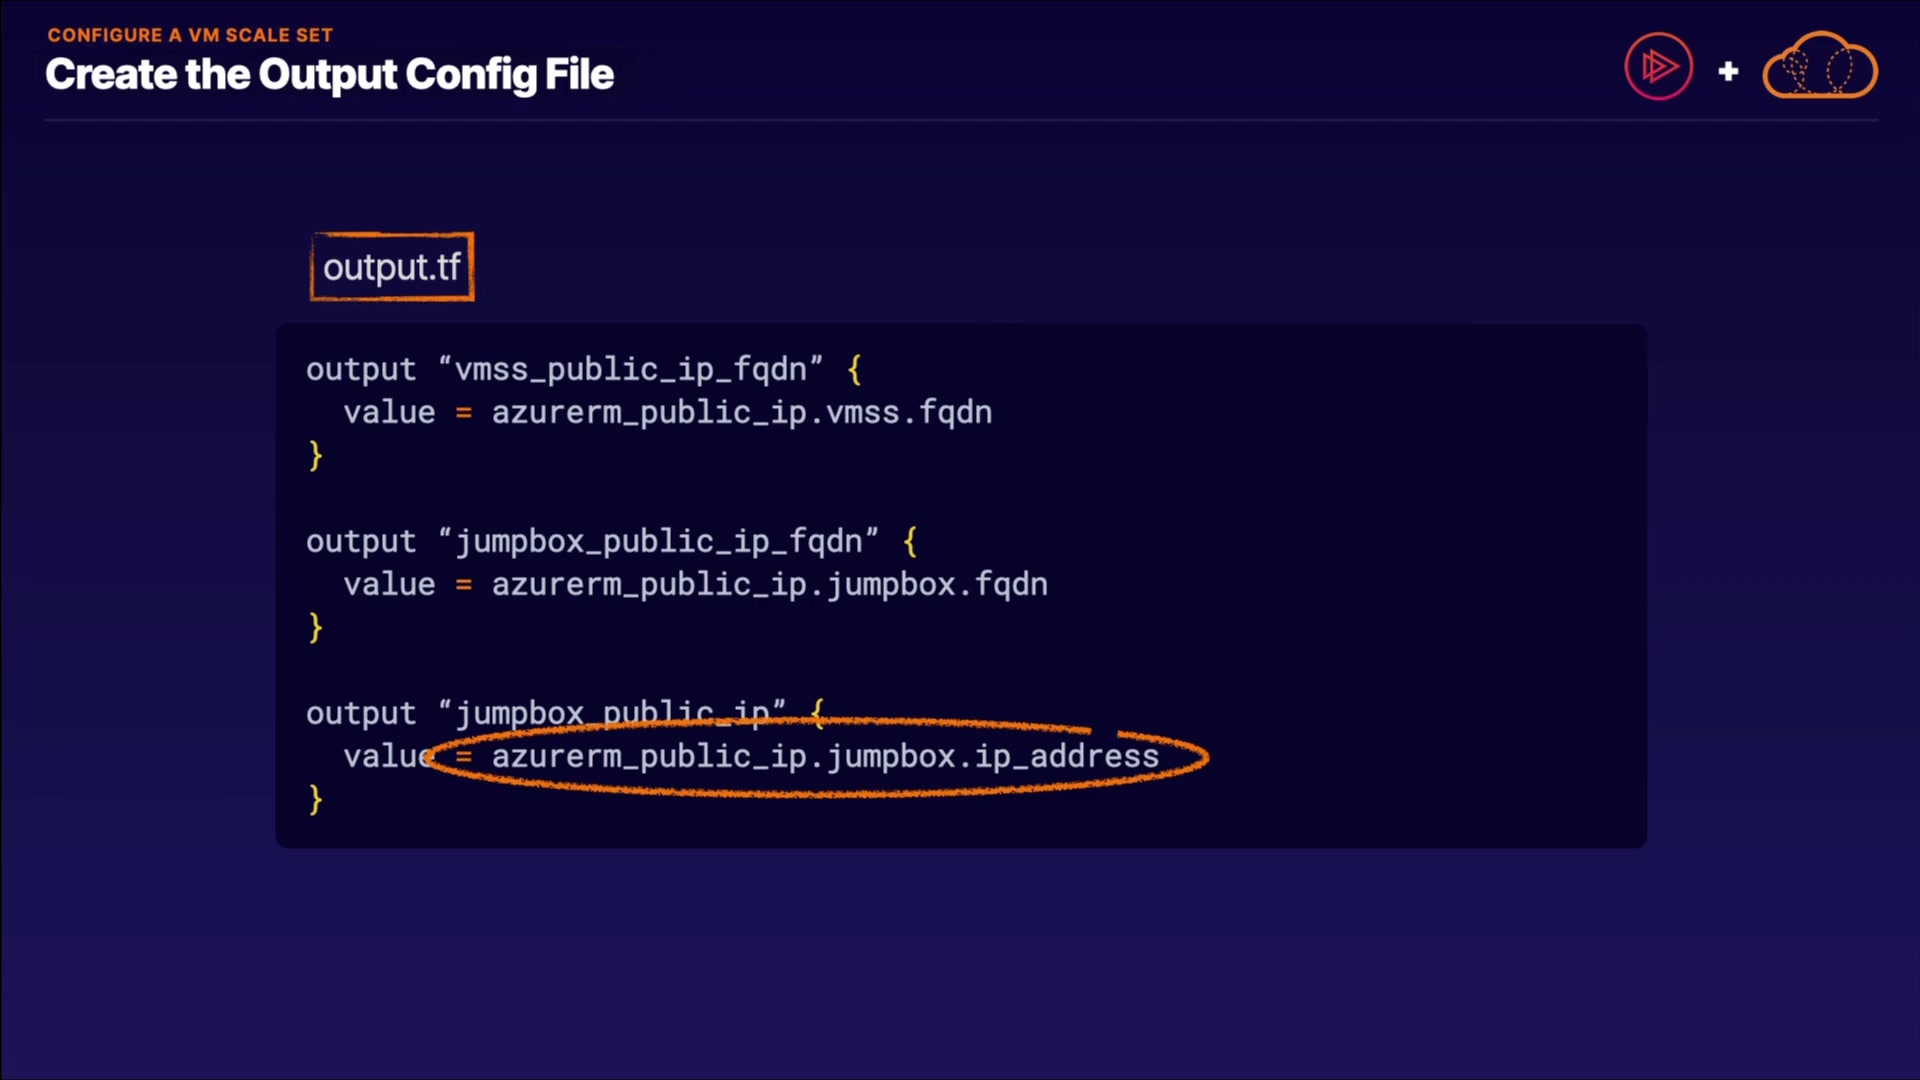 CONFIGURE A VM SCALE SET
Create the Output Config File
output.tf
output “vmss_public_ip_fqdn” {
  value = azurerm_public_ip.vmss.fqdn
}
output “jumpbox_public_ip_fqdn” {
  value = azurerm_public_ip.jumpbox.fqdn
}
output “jumpbox_public_ip” {
  value = azurerm_public_ip.jumpbox.ip_address
}